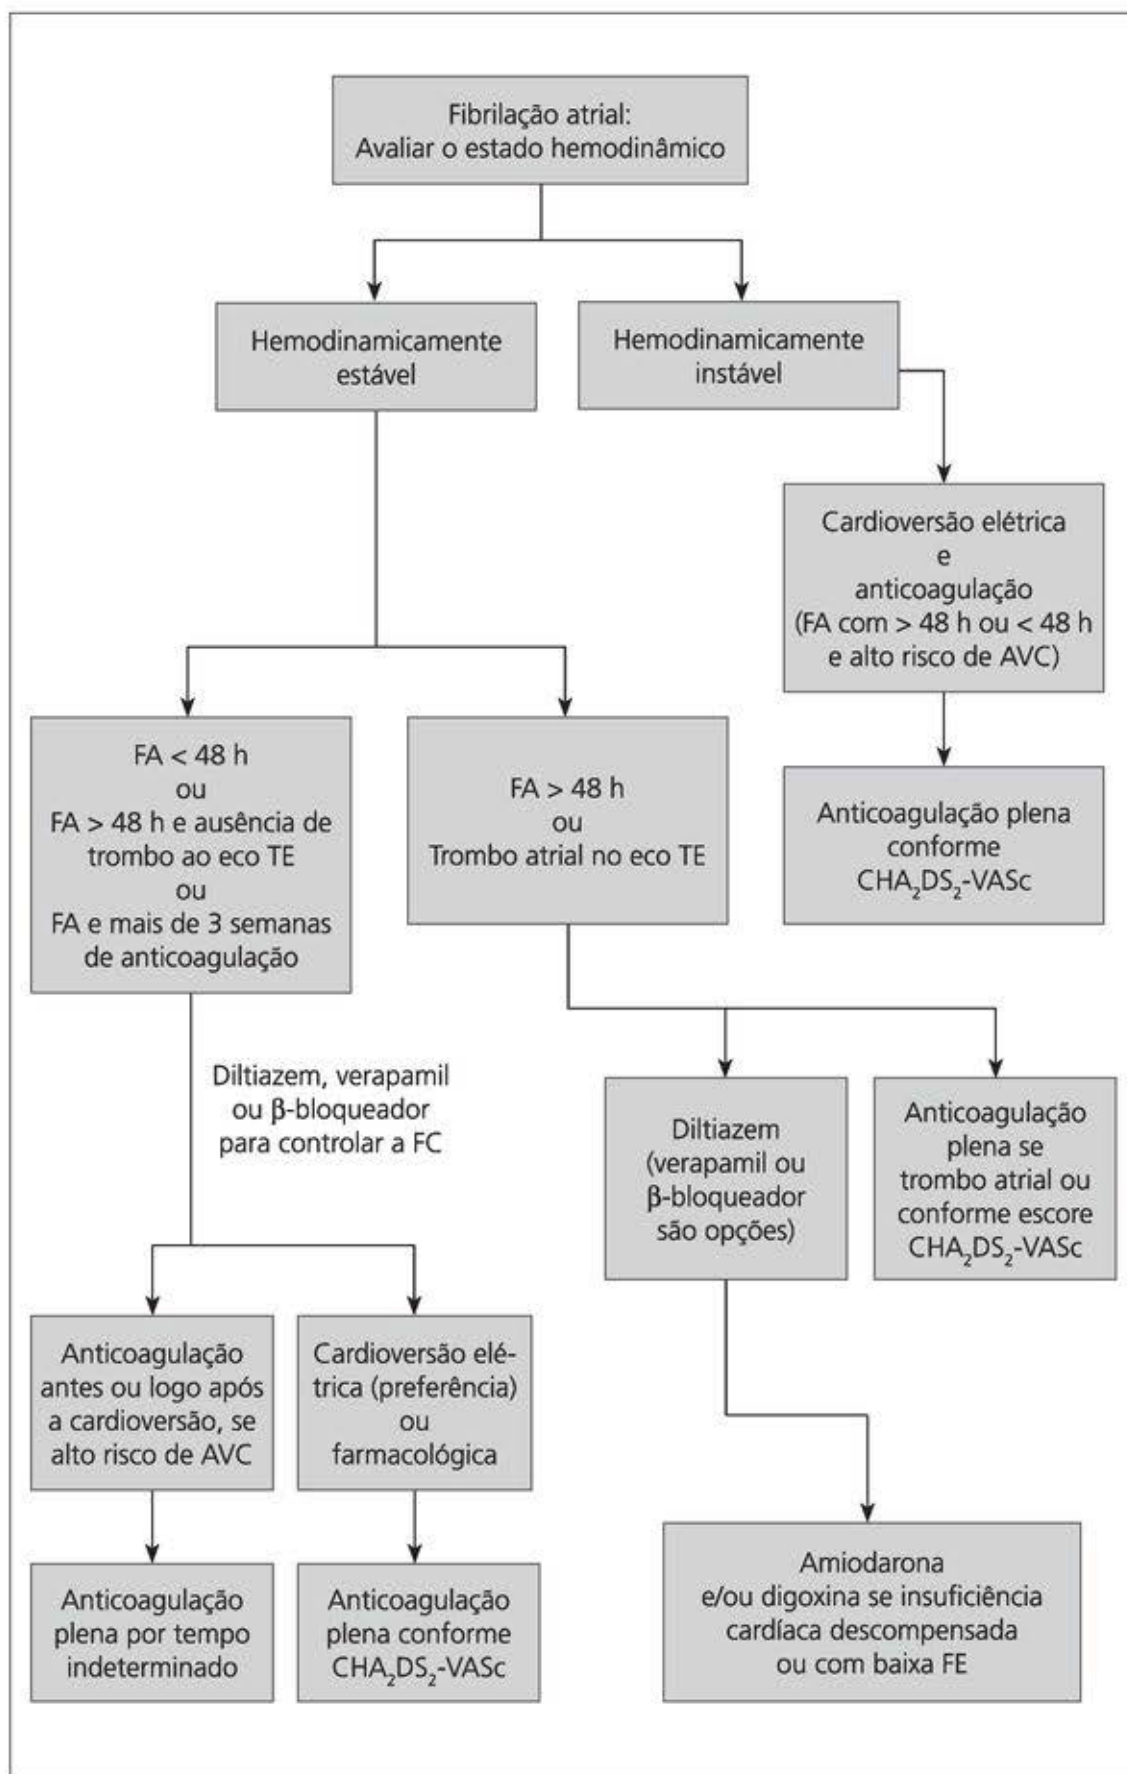 Fibrilação atrial:
Avaliar o estado hemodinâmico
Hemodinamicamente
estável
Hemodinamicamente
instável
Cardioversão elétrica
e
anticoagulação
(FA com > 48 h ou < 48 h
e alto risco de AVC)
Anticoagulação plena
conforme
CHA₂DS₂-VASc
FA < 48 h
ou
FA > 48 h e ausência de
trombo ao eco TE
ou
FA e mais de 3 semanas
de anticoagulação
FA > 48 h
ou
Trombo atrial no eco TE
Diltiazem, verapamil
ou β-bloqueador
para controlar a FC
Diltiazem
(verapamil ou
β-bloqueador
são opções)
Anticoagulação
plena se
trombo atrial ou
conforme escore
CHA₂DS₂-VASc
Anticoagulação
antes ou logo após
a cardioversão, se
alto risco de AVC
Cardioversão elé-
trica (preferência)
ou
farmacológica
Anticoagulação
plena por tempo
indeterminado
Anticoagulação
plena conforme
CHA₂DS₂-VASc
Amiodarona
e/ou digoxina se insuficiência
cardíaca descompensada
ou com baixa FE